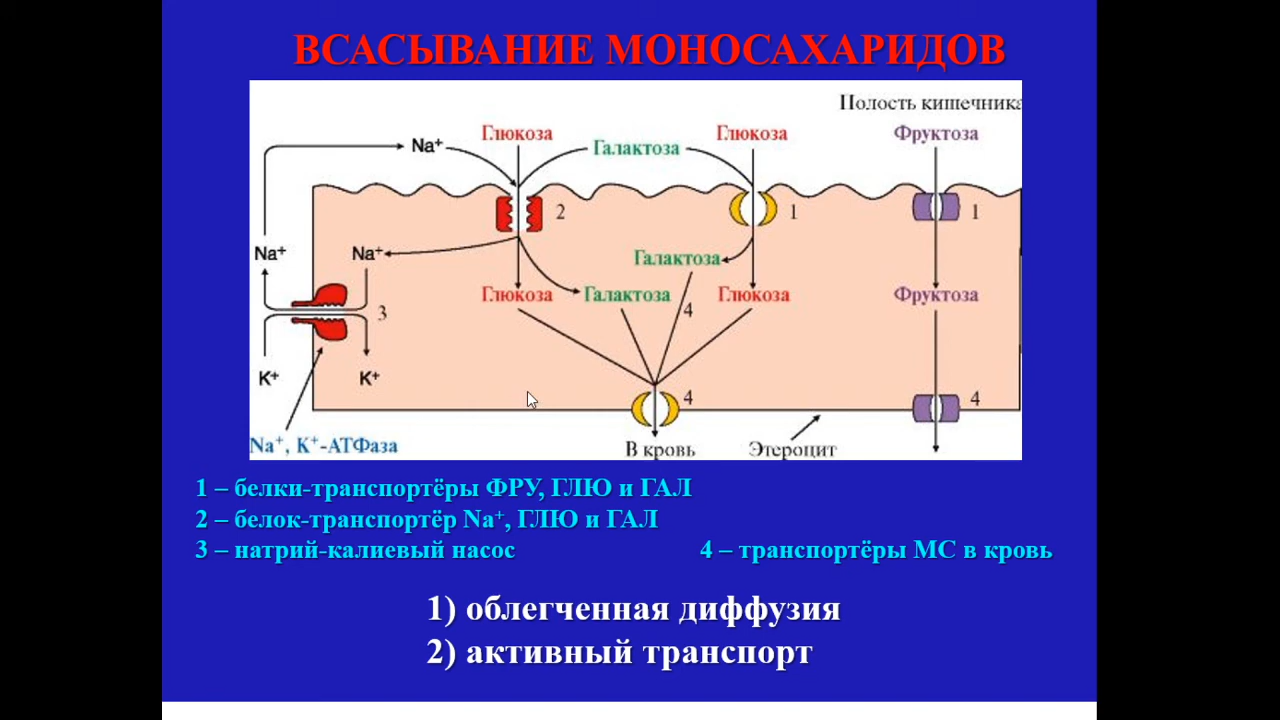 ВСАСЫВАНИЕ МОНОСАХАРИДОВ
Полость кишечника
Глюкоза
Глюкоза
Фруктоза
Na⁺
Галактоза
2
1
1
Na⁺
Na⁺
Галактоза
Глюкоза
Галактоза
Глюкоза
Фруктоза
3
4
K⁺
K⁺
4
4
Na⁺, K⁺-АТФаза
В кровь
Этероцит
1 – белки-транспортёры ФРУ, ГЛЮ и ГАЛ
2 – белок-транспортёр Na⁺, ГЛЮ и ГАЛ
3 – натрий-калиевый насос 4 – транспортёры МС в кровь
1) облегченная диффузия
2) активный транспорт